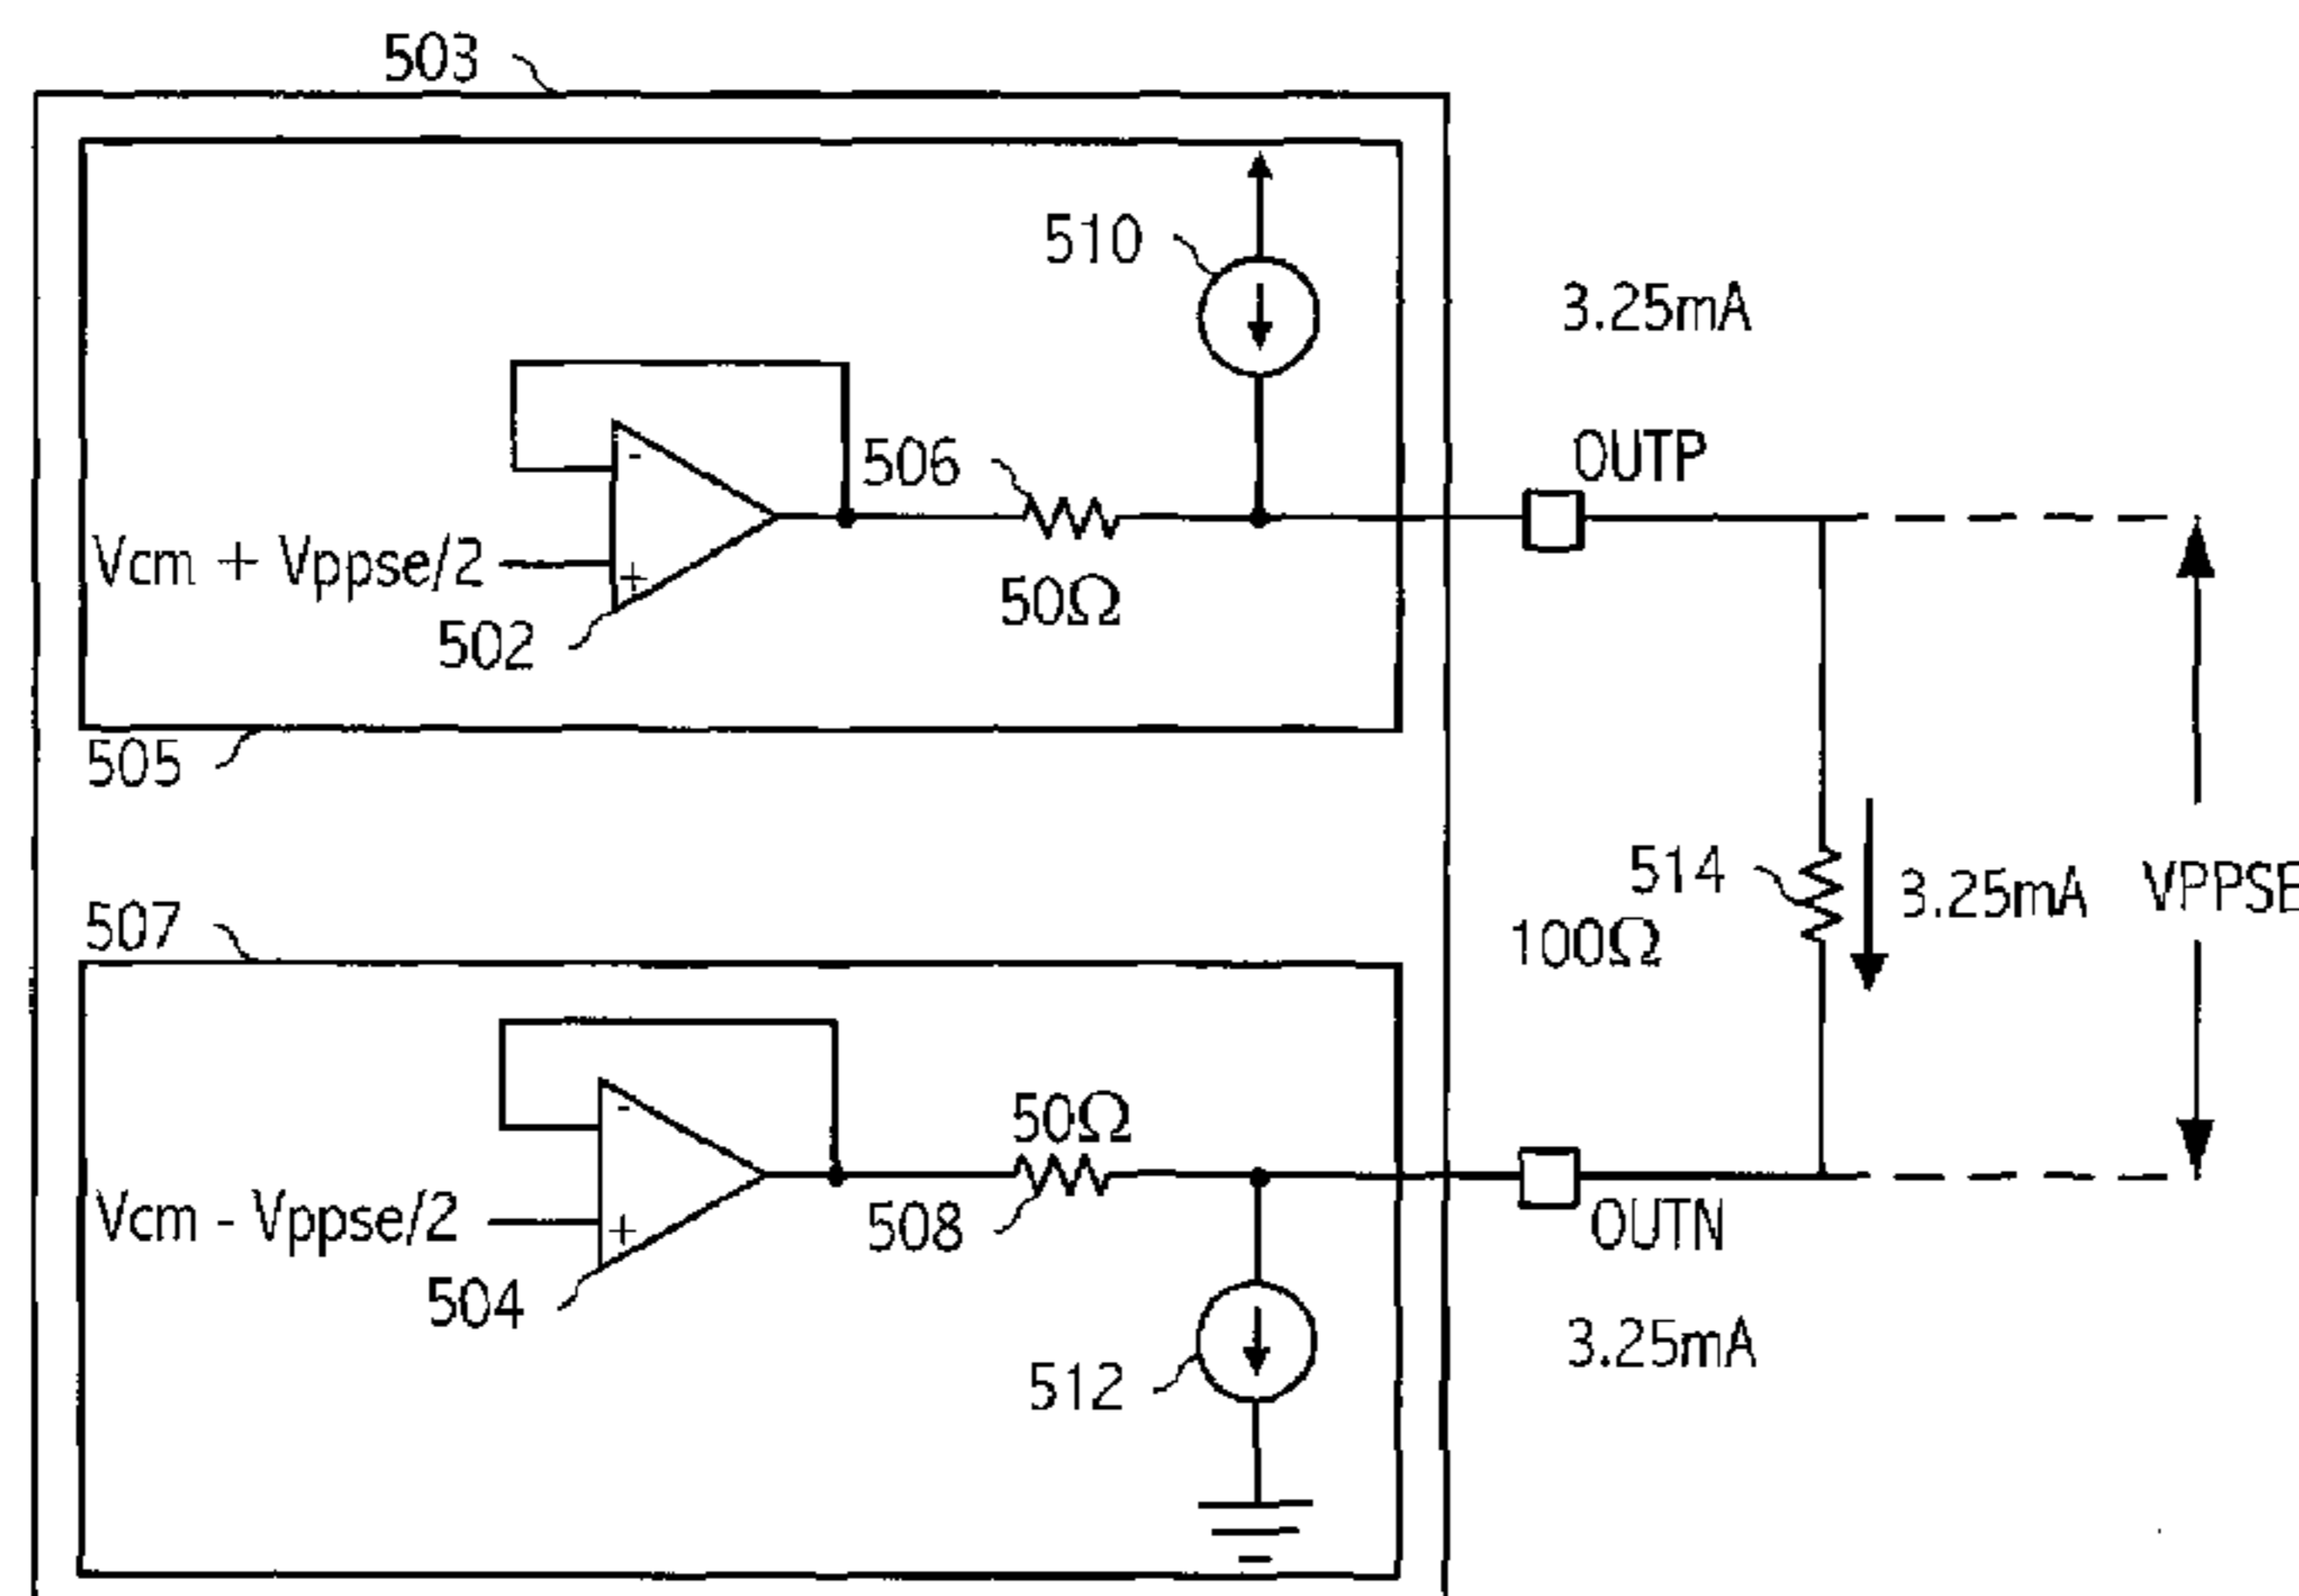 503
510
3.25mA
506
OUTP
-
Vcm + Vppse/2
+
50Ω
502
505
514
3.25mA
VPPSE
100Ω
507
50Ω
-
Vcm - Vppse/2
+
508
OUTN
504
3.25mA
512